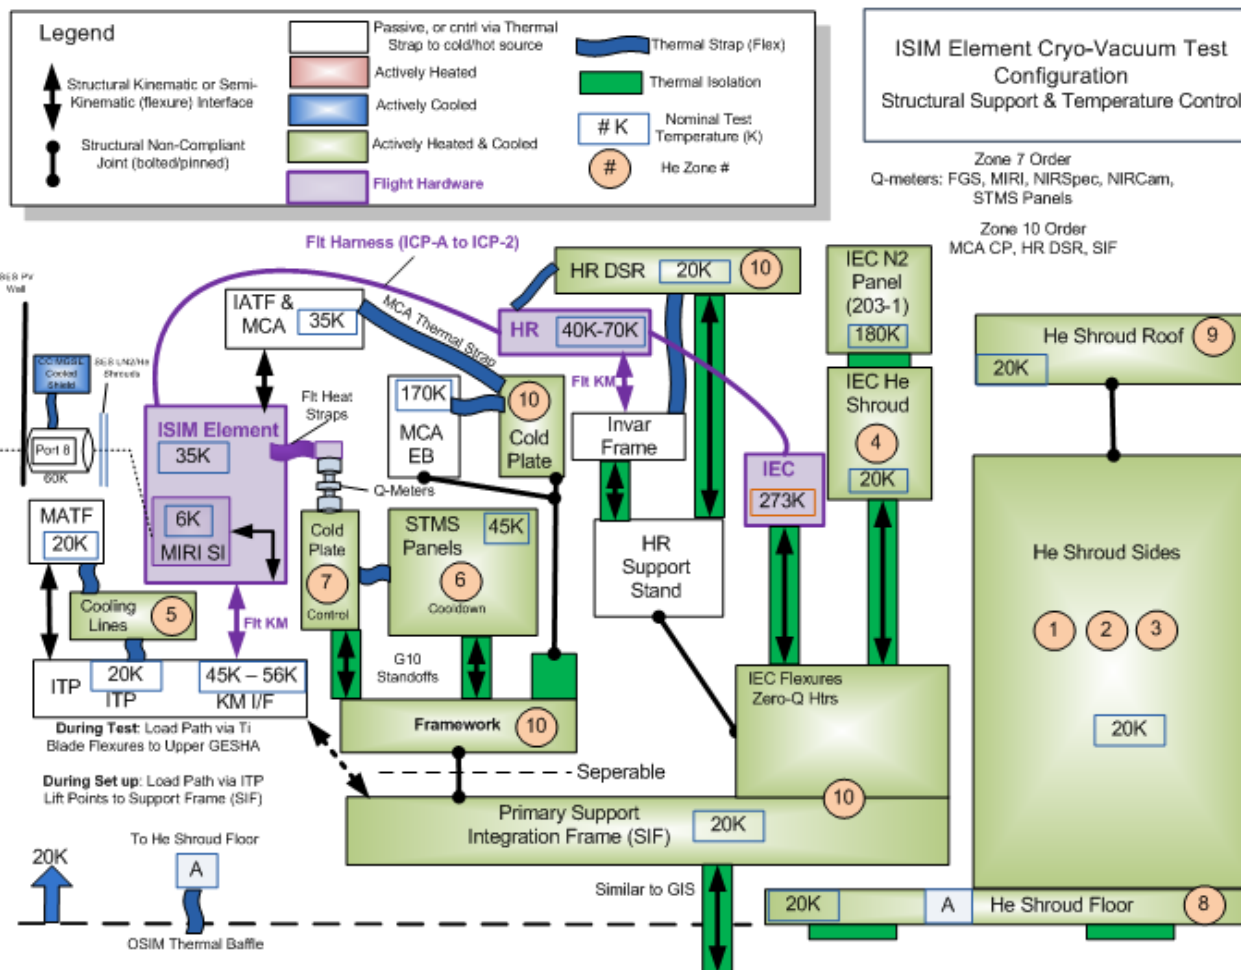 Legend
Structural Kinematic or Semi-
Kinematic (flexure) Interface
Structural Non-Compliant
Joint (bolted/pinned)
Passive, or cntrl via Thermal
Strap to cold/hot source
Actively Heated
Actively Cooled
Actively Heated & Cooled
Flight Hardware
Thermal Strap (Flex)
Thermal Isolation
# K
Nominal Test
Temperature (K)
#
He Zone #
ISIM Element Cryo-Vacuum Test
Configuration
Structural Support & Temperature Control
Zone 7 Order
Q-meters: FGS, MIRI, NIRSpec, NIRCam,
STMS Panels
Zone 10 Order
MCA CP, HR DSR, SIF
Flt Harness (ICP-A to ICP-2)
SES PV
Wall
IATF &
MCA
35K
MCA Thermal Strap
HR DSR
20K
10
HR
40K-70K
Flt KM
IEC N2
Panel
(203-1)
180K
He Shroud Roof
9
20K
Cooled
Shield
SES LN2/He
Shrouds
Port 8
60K
ISIM Element
35K
Flt Heat
Straps
Q-Meters
170K
MCA
EB
10
Cold
Plate
Invar
Frame
IEC
273K
IEC He
Shroud
4
20K
MATF
20K
6K
MIRI SI
Cold
Plate
7
Control
STMS
Panels
45K
6
Cooldown
HR
Support
Stand
He Shroud Sides
1
2
3
20K
Cooling
Lines
5
Flt KM
G10
Standoffs
ITP
20K
ITP
45K – 56K
KM I/F
IEC Flexures
Zero-Q Htrs
Framework
10
During Test: Load Path via Ti
Blade Flexures to Upper GESHA
During Set up: Load Path via ITP
Lift Points to Support Frame (SIF)
Seperable
10
Primary Support
Integration Frame (SIF)
20K
To He Shroud Floor
20K
A
Similar to GIS
20K
A
He Shroud Floor
8
OSIM Thermal Baffle